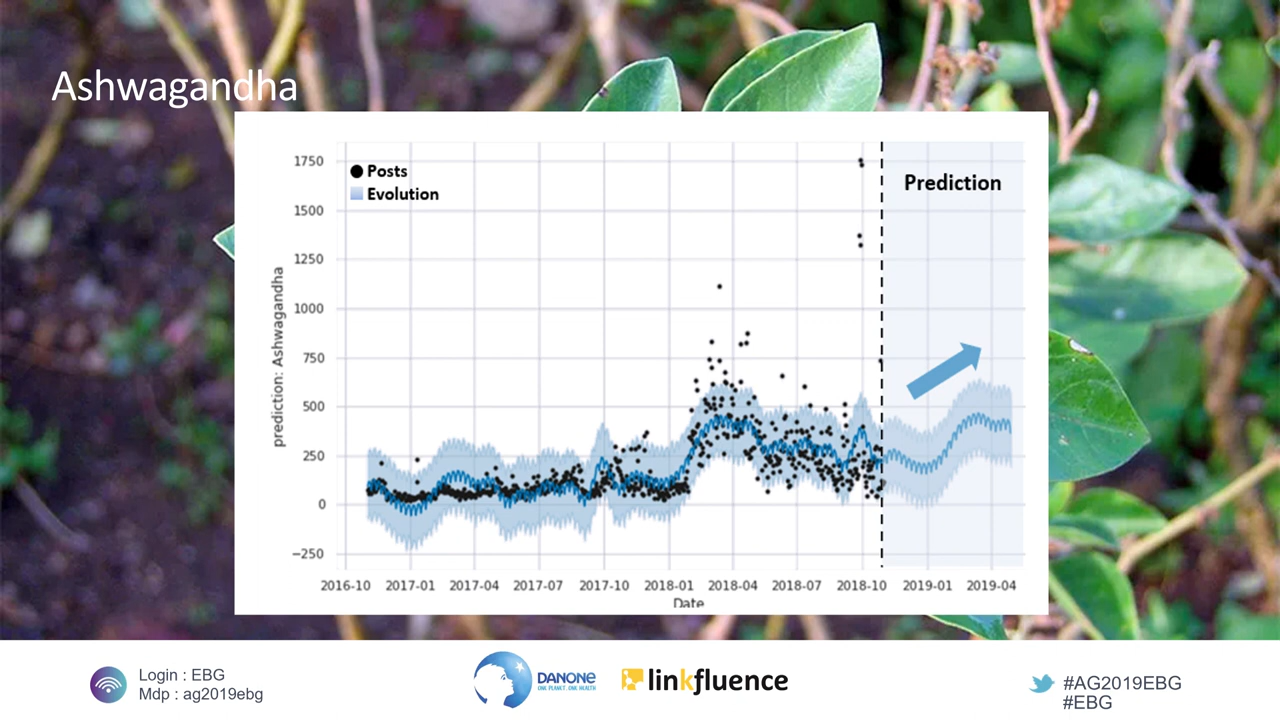 Ashwagandha
Posts
Evolution
Prediction
prediction: Ashwagandha
1750
1500
1250
1000
750
500
250
0
−250
2016-10 2017-01 2017-04 2017-07 2017-10 2018-01 2018-04 2018-07 2018-10 2019-01 2019-04
Date
Login : EBG
Mdp : ag2019ebg
DANONE
ONE PLANET. ONE HEALTH
linkfluence
#AG2019EBG
#EBG